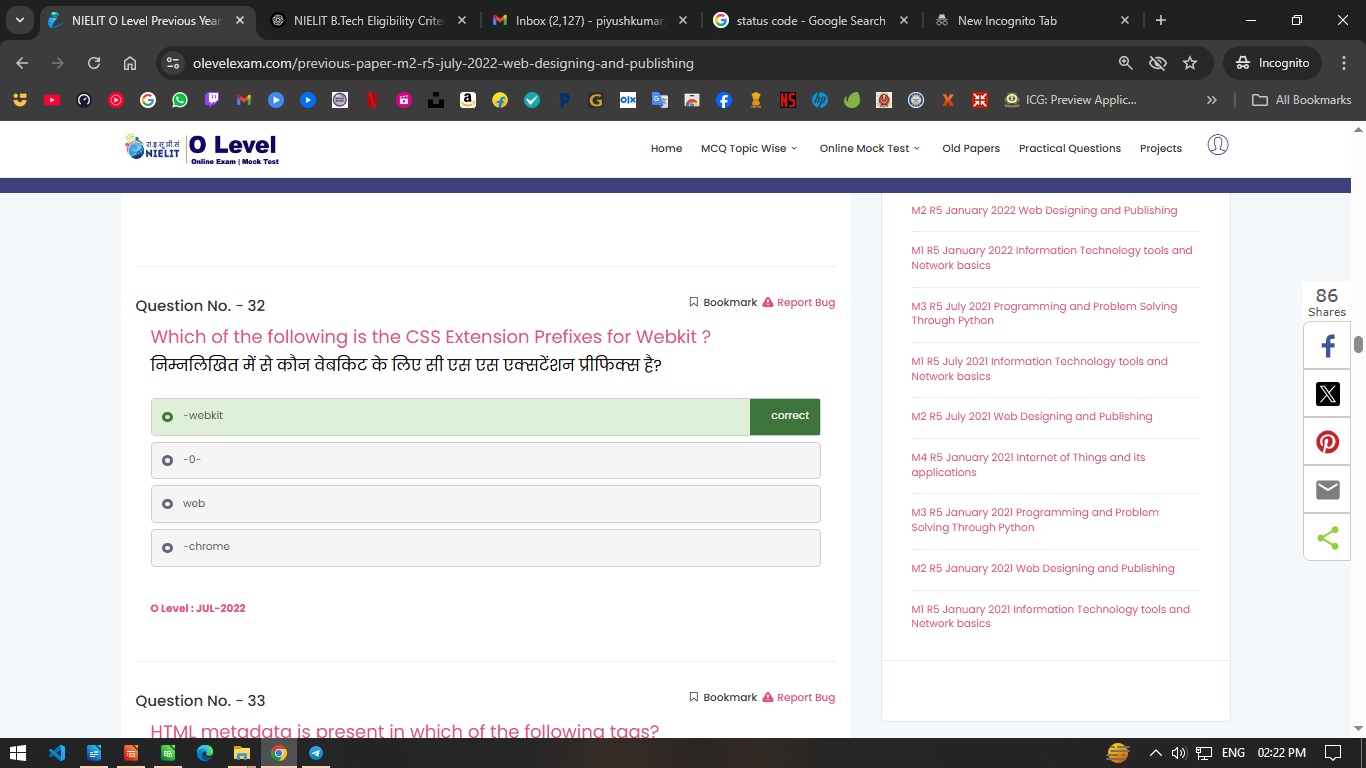 NIELIT O Level Previous Year
NIELIT B.Tech Eligibility Criter
Inbox (2,127) - piyushkumar
status code - Google Search
New Incognito Tab
olevelexam.com/previous-paper-m2-r5-july-2022-web-designing-and-publishing
Incognito
ICG: Preview Applic...
All Bookmarks
रा.इ.सू.प्रौ.सं
NIELIT
O Level
Online Exam | Mock Test
Home
MCQ Topic Wise
Online Mock Test
Old Papers
Practical Questions
Projects
Question No. - 32
Bookmark
Report Bug
Which of the following is the CSS Extension Prefixes for Webkit ?
निम्नलिखित में से कौन वेबकिट के लिए सी एस एस एक्सटेंशन प्रीफिक्स है?
-webkit
correct
-0-
web
-chrome
O Level : JUL-2022
Question No. - 33
Bookmark
Report Bug
HTML metadata is present in which of the following tags?
M2 R5 January 2022 Web Designing and Publishing
M1 R5 January 2022 Information Technology tools and
Network basics
M3 R5 July 2021 Programming and Problem Solving
Through Python
M1 R5 July 2021 Information Technology tools and
Network basics
M2 R5 July 2021 Web Designing and Publishing
M4 R5 January 2021 Internet of Things and its
applications
M3 R5 January 2021 Programming and Problem
Solving Through Python
M2 R5 January 2021 Web Designing and Publishing
M1 R5 January 2021 Information Technology tools and
Network basics
86
Shares
ENG
02:22 PM